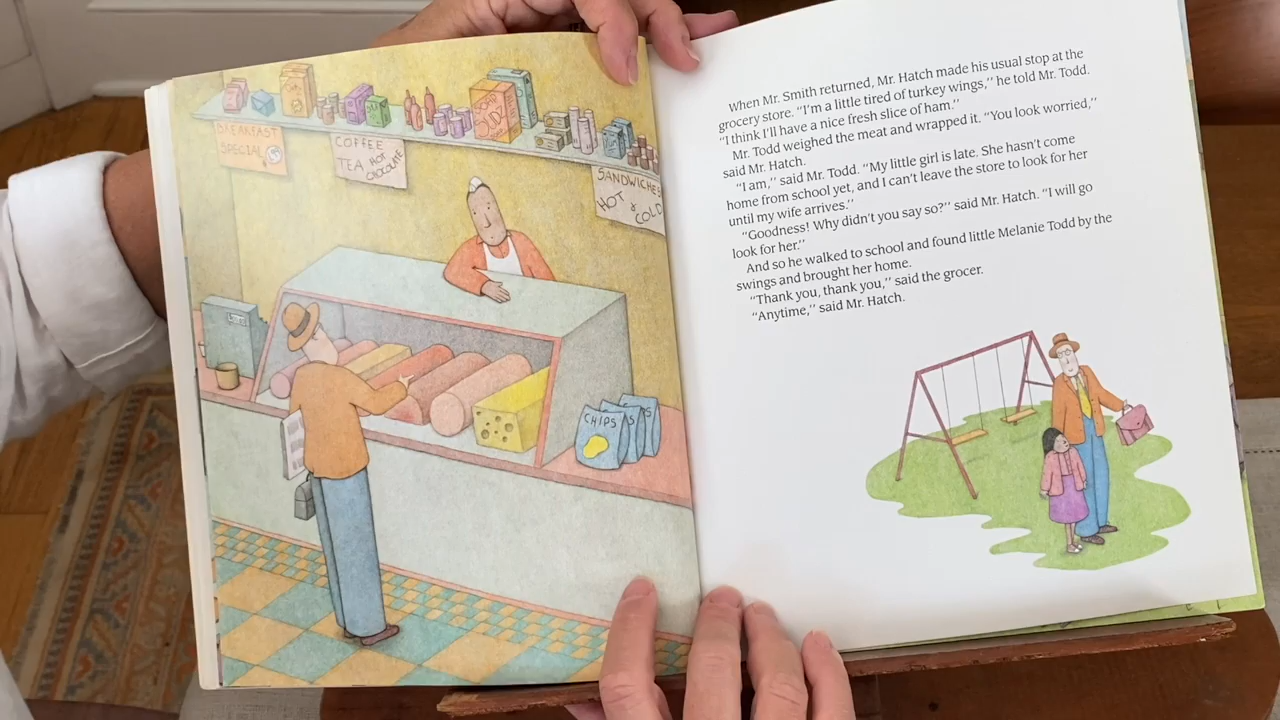 BREAKFAST
SPECIAL
COFFEE
TEA HOT
CHOCOLATE
SOAP
SUDS
SANDWICHES
HOT &
COLD
CHIPS
S
S
When Mr. Smith returned, Mr. Hatch made his usual stop at the
grocery store. “I’m a little tired of turkey wings,” he told Mr. Todd.
“I think I’ll have a nice fresh slice of ham.”
Mr. Todd weighed the meat and wrapped it. “You look worried,”
said Mr. Hatch.
“I am,” said Mr. Todd. “My little girl is late. She hasn’t come
home from school yet, and I can’t leave the store to look for her
until my wife arrives.”
“Goodness! Why didn’t you say so?” said Mr. Hatch. “I will go
look for her.”
And so he walked to school and found little Melanie Todd by the
swings and brought her home.
“Thank you, thank you,” said the grocer.
“Anytime,” said Mr. Hatch.